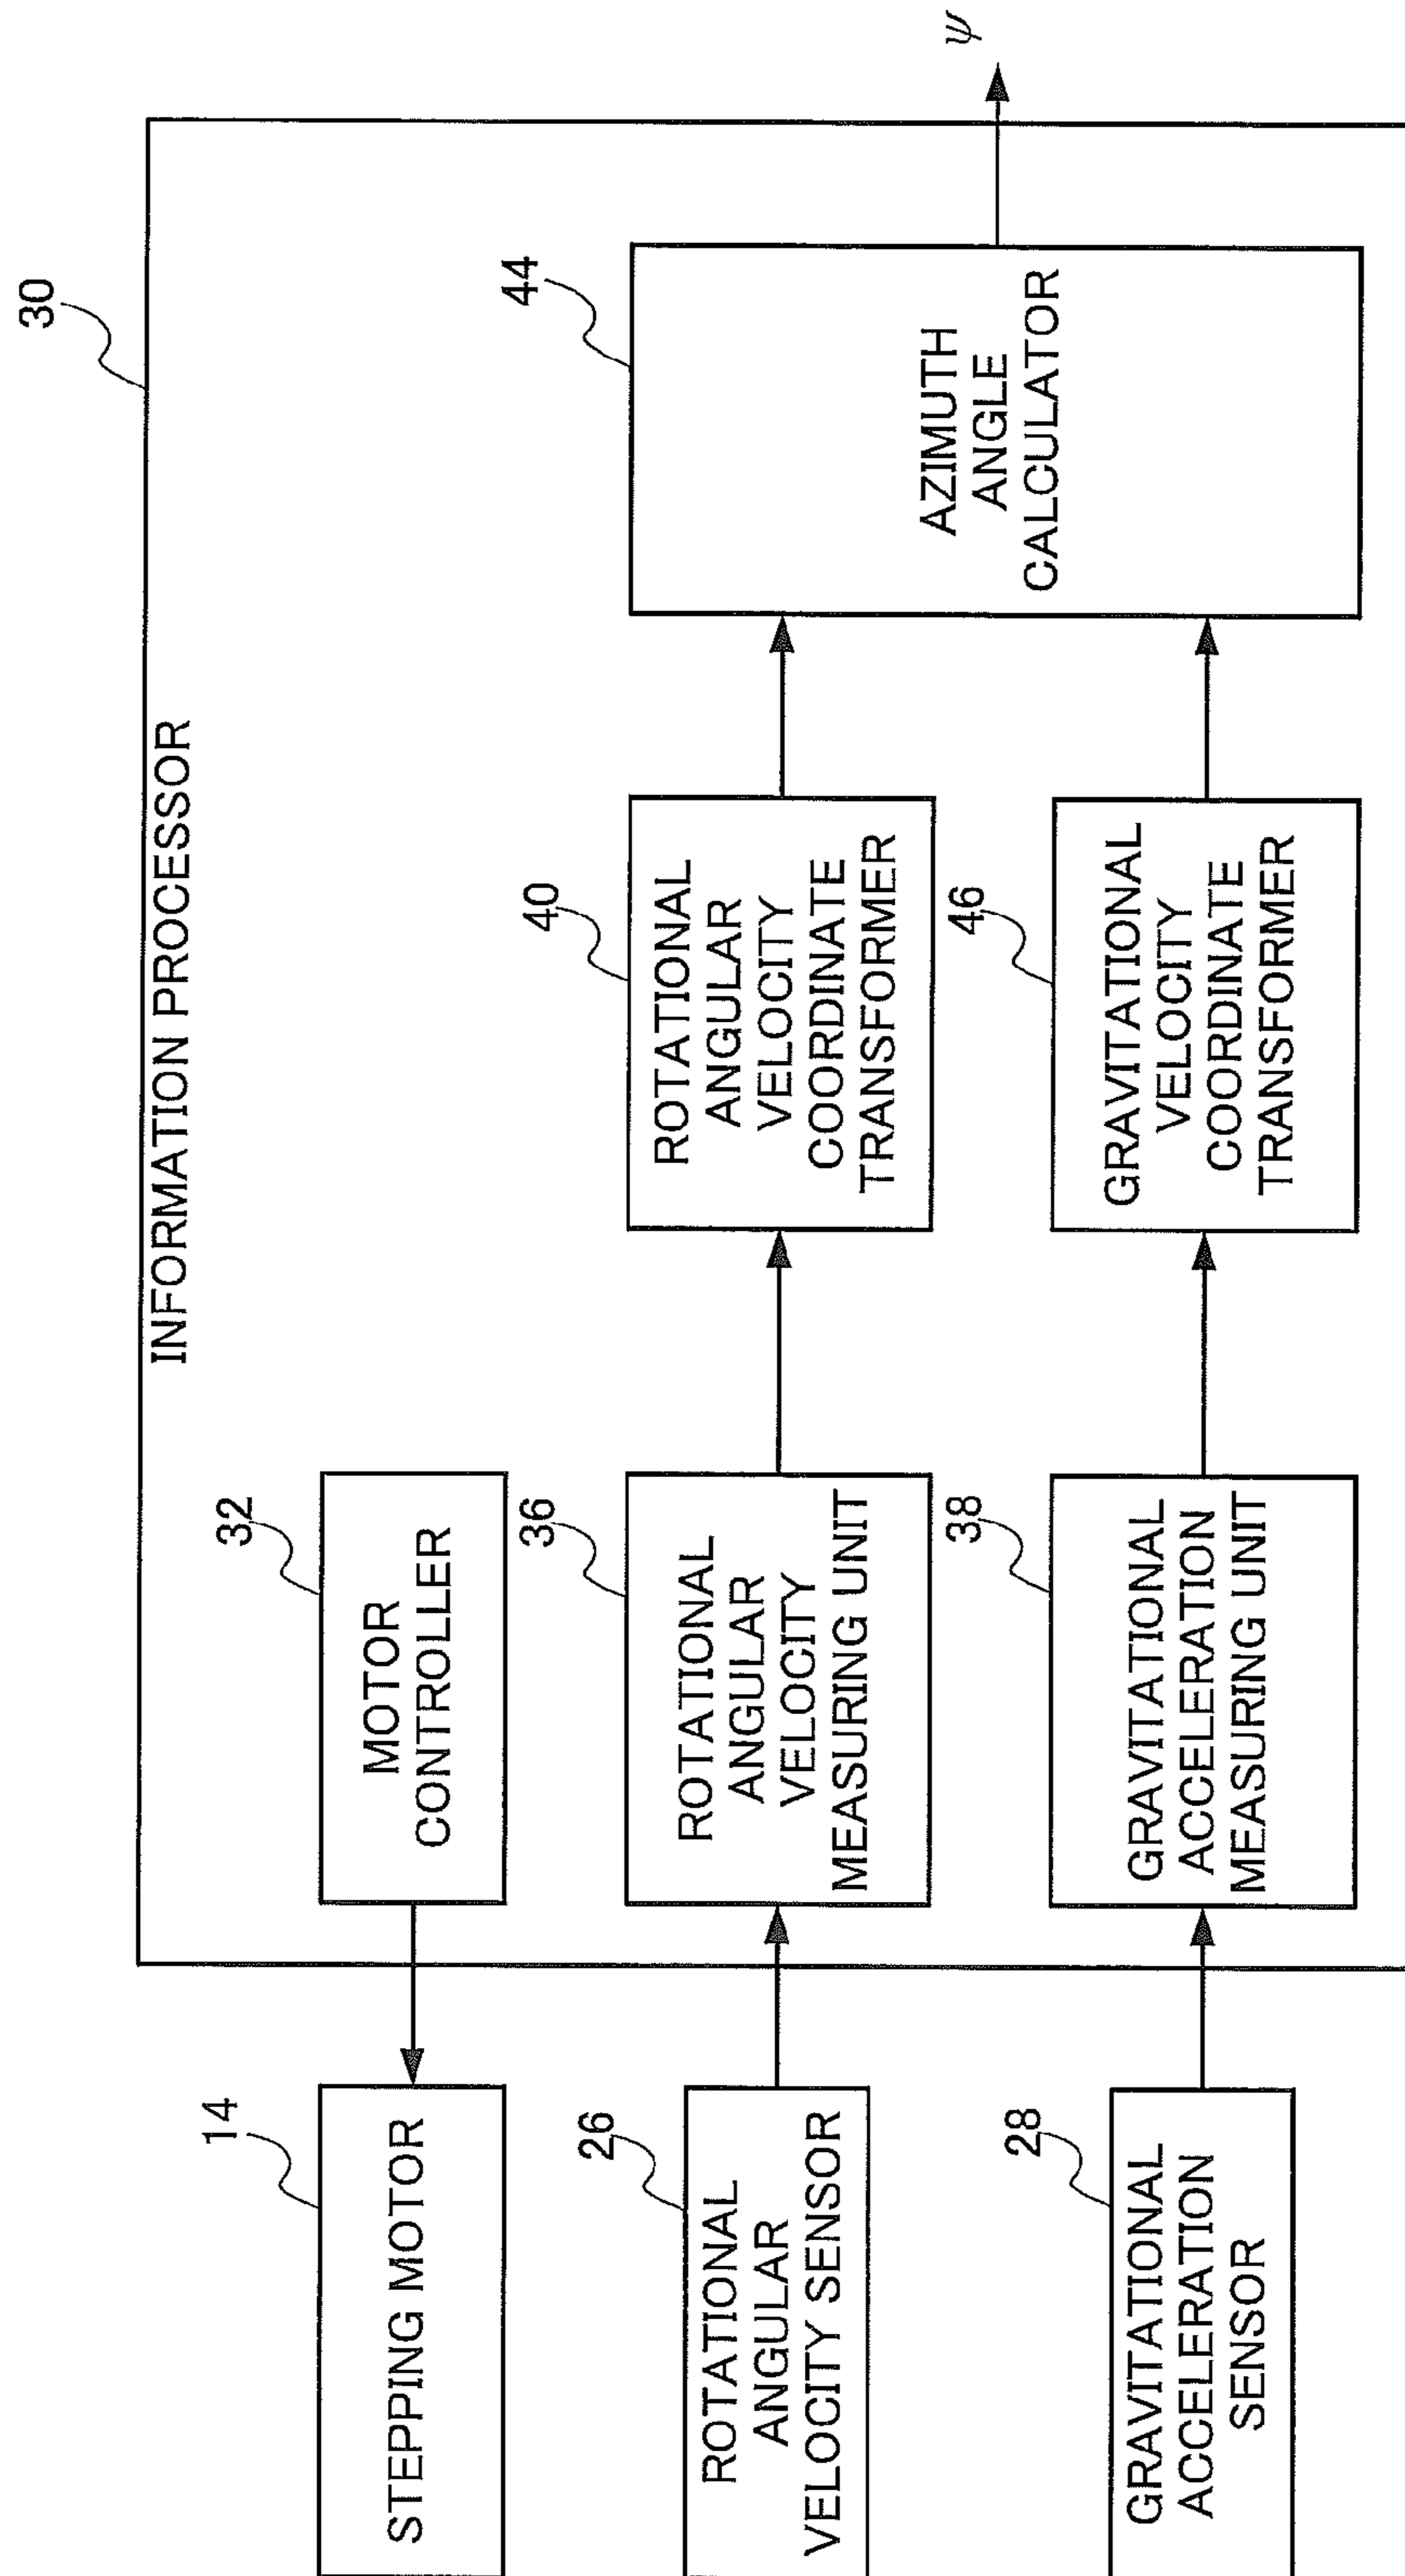 30
INFORMATION PROCESSOR
14
STEPPING MOTOR
32
MOTOR
CONTROLLER
26
ROTATIONAL
ANGULAR
VELOCITY SENSOR
36
ROTATIONAL
ANGULAR
VELOCITY
MEASURING UNIT
40
ROTATIONAL
ANGULAR
VELOCITY
COORDINATE
TRANSFORMER
44
AZIMUTH
ANGLE
CALCULATOR
ψ
28
GRAVITATIONAL
ACCELERATION
SENSOR
38
GRAVITATIONAL
ACCELERATION
MEASURING UNIT
46
GRAVITATIONAL
VELOCITY
COORDINATE
TRANSFORMER